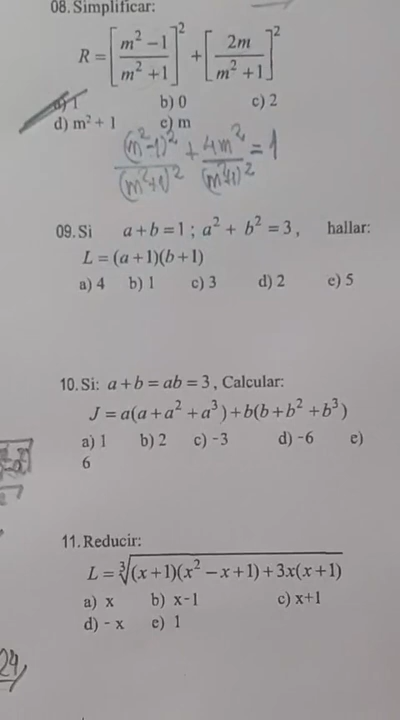 08. Simplificar:
R = [m² − 1 / m² + 1]² + [2m / m² + 1]²
a) 1 b) 0 c) 2
d) m² + 1 e) m
(m²-1)² / (m²+1)² + 4m² / (m²+1)² = 1
09. Si a + b = 1 ; a² + b² = 3 , hallar:
L = (a + 1)(b + 1)
a) 4 b) 1 c) 3 d) 2 e) 5
10. Si: a + b = ab = 3 , Calcular:
J = a(a + a² + a³) + b(b + b² + b³)
a) 1 b) 2 c) -3 d) -6 e)
6
11. Reducir:
L = ∛(x + 1)(x² − x + 1) + 3x(x + 1)
a) x b) x-1 c) x+1
d) - x e) 1
24